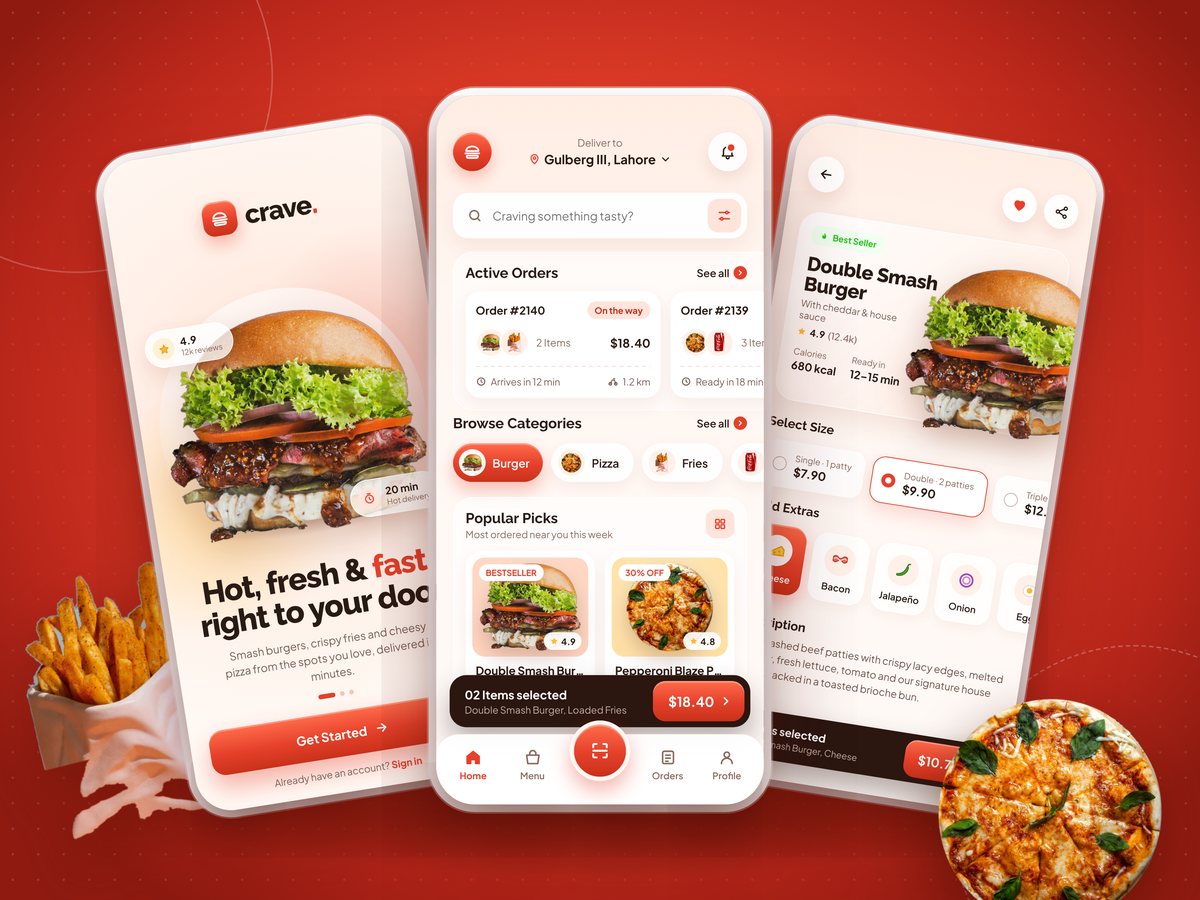 crave.
4.9
12k reviews
20 min
Hot delivery
Hot, fresh & fast
right to your doo
Smash burgers, crispy fries and cheesy
pizza from the spots you love, delivered i
minutes.
Get Started
Already have an account? Sign in
Deliver to
Gulberg III, Lahore
Craving something tasty?
Active Orders
See all
Order #2140
On the way
2 Items
$18.40
Arrives in 12 min
1.2 km
Order #2139
3 Iter
Ready in 18 min
Browse Categories
See all
Burger
Pizza
Fries
Popular Picks
Most ordered near you this week
BESTSELLER
4.9
Double Smash Bur...
30% OFF
4.8
Pepperoni Blaze P...
02 Items selected
Double Smash Burger, Loaded Fries
$18.40
Home
Menu
Orders
Profile
Best Seller
Double Smash
Burger
With cheddar & house
sauce
4.9 (12.4k)
Calories
680 kcal
Ready in
12–15 min
Select Size
Single · 1 patty
$7.90
Double · 2 patties
$9.90
Triple
$12.
d Extras
eese
Bacon
Jalapeño
Onion
Egg
iption
ashed beef patties with crispy lacy edges, melted
, fresh lettuce, tomato and our signature house
acked in a toasted brioche bun.
s selected
mash Burger, Cheese
$10.7